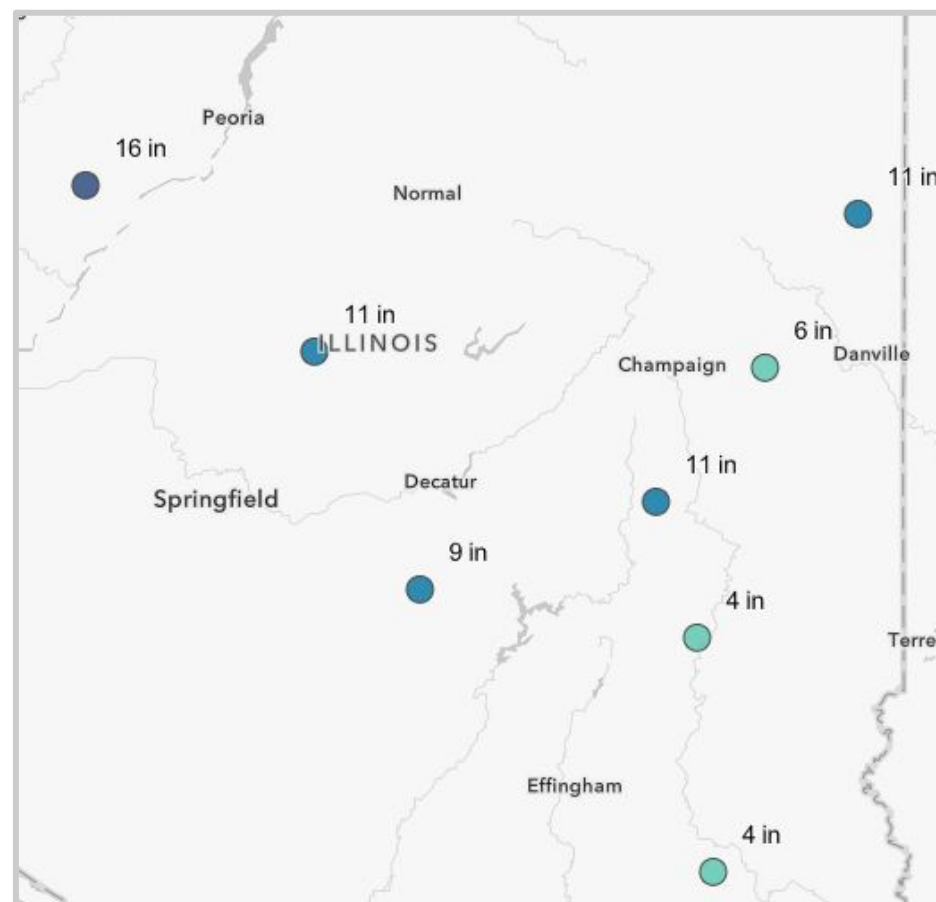 Peoria
16 in
11 in
Normal
11 in
ILLINOIS
6 in
Danville
Champaign
11 in
Decatur
Springfield
9 in
4 in
Terre
Effingham
4 in